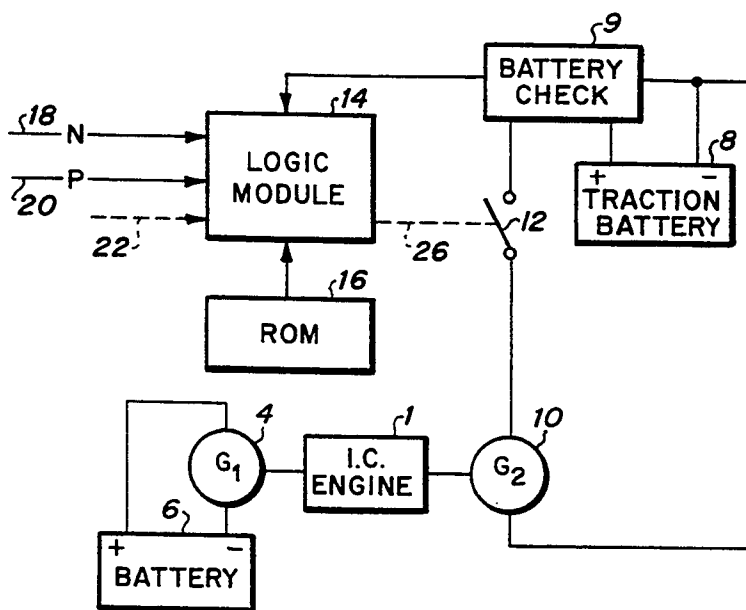 9
BATTERY
CHECK
14
18 N
LOGIC
MODULE
20 P
22
26
12
8
+ -
TRACTION
BATTERY
16
ROM
4
G1
1
I.C.
ENGINE
10
G2
6
+ -
BATTERY